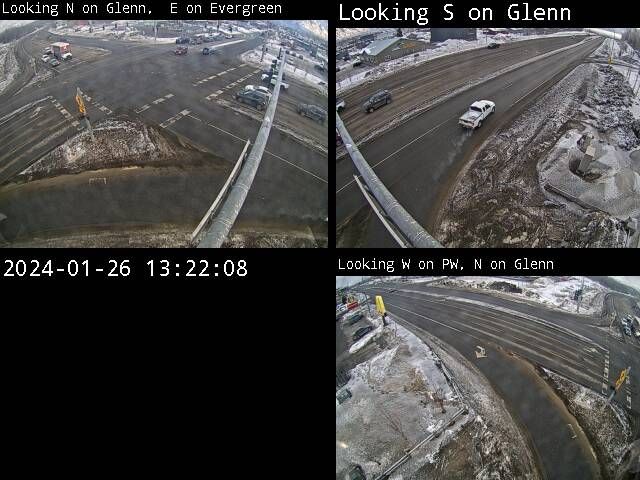 Looking N on Glenn, E on Evergreen
Looking S on Glenn
2024-01-26 13:22:08
Looking W on PW, N on Glenn